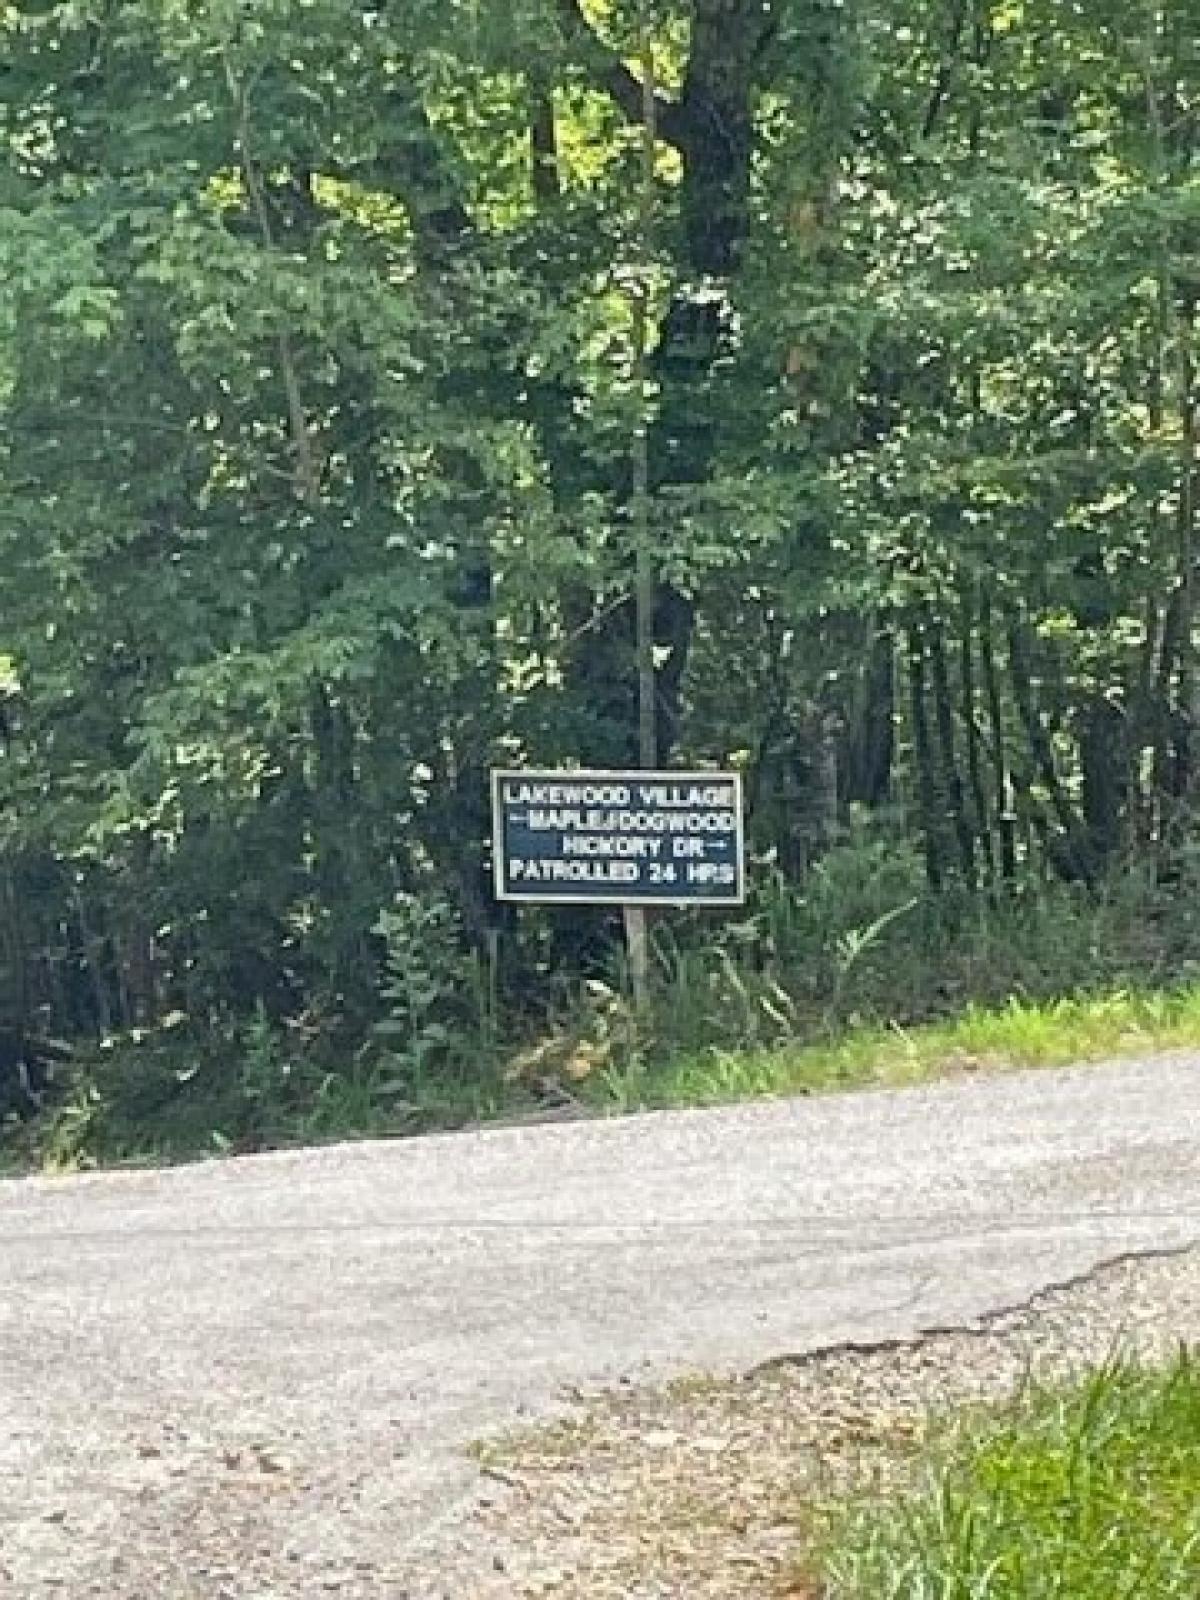 LAKEWOOD VILLAGE
←MAPLE/DOGWOOD
HICKORY DR→
PATROLLED 24 HRS